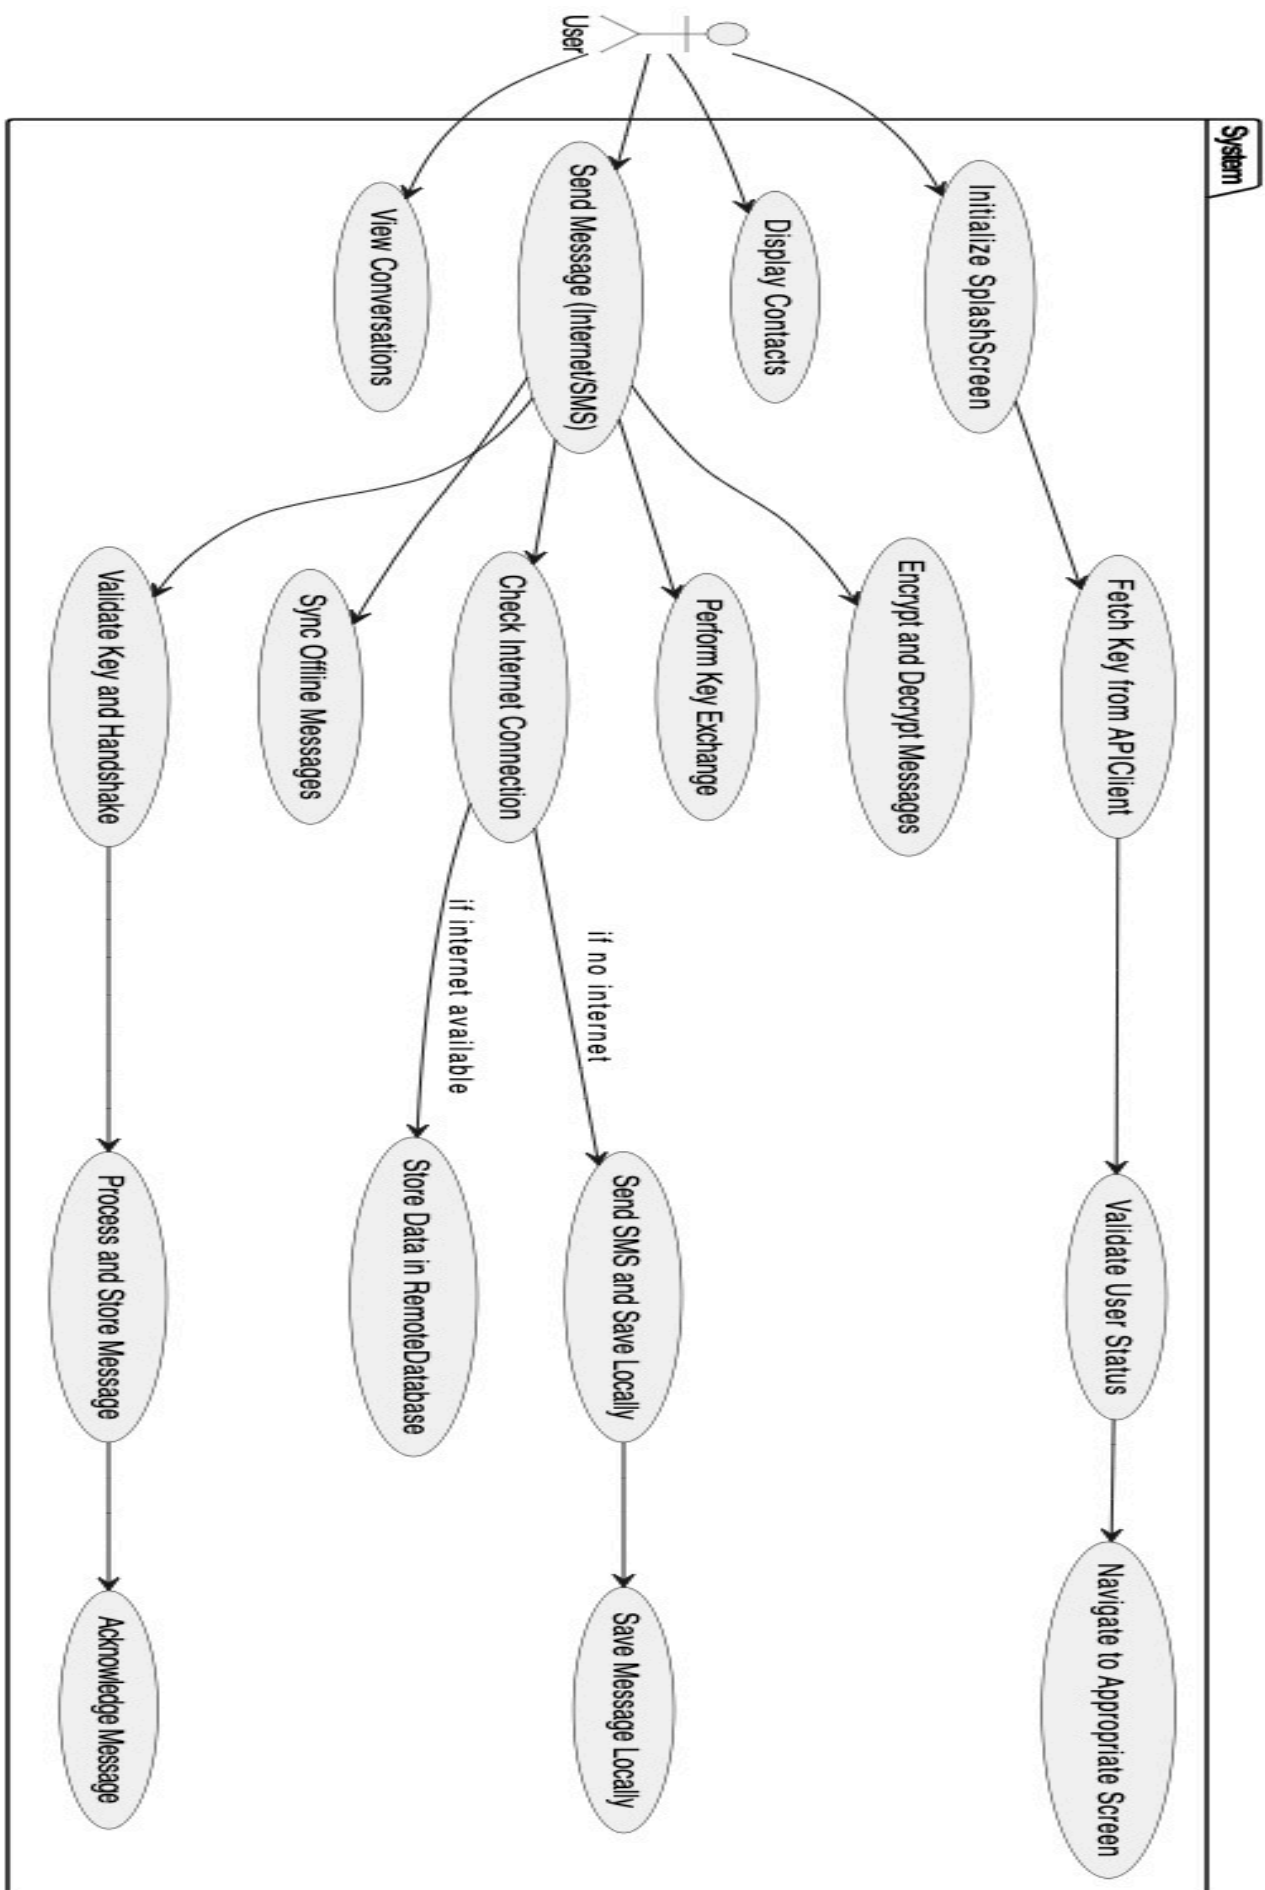 System
User
Initialize SplashScreen
Display Contacts
Send Message (Internet/SMS)
View Conversations
Fetch Key from APIClient
Encrypt and Decrypt Messages
Perform Key Exchange
Check Internet Connection
Sync Offline Messages
Validate Key and Handshake
if no internet
if internet available
Validate User Status
Send SMS and Save Locally
Store Data in RemoteDatabase
Process and Store Message
Navigate to Appropriate Screen
Save Message Locally
Acknowledge Message